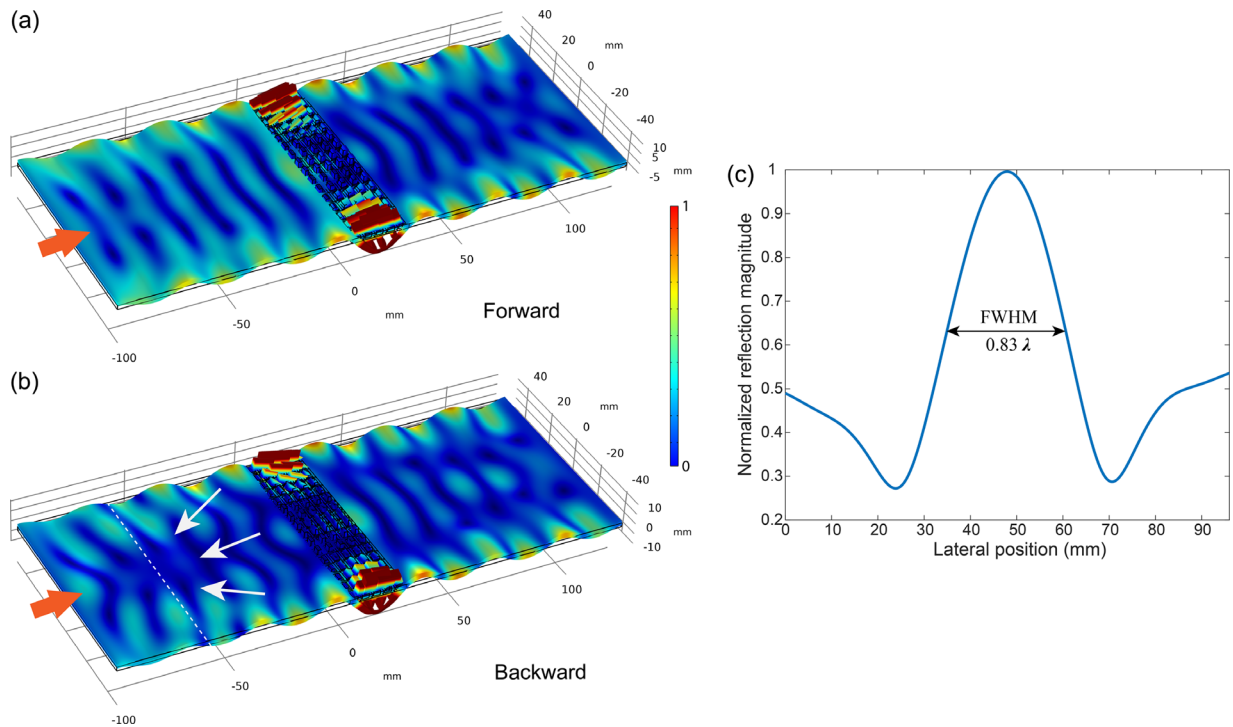 (a)
40
20
mm
0
-20
-40
10
5
-5
mm
100
50
0
mm
-50
-100
Forward
1
0
(b)
40
20
mm
0
-20
-40
10
0
-10
mm
100
50
0
mm
-50
-100
Backward
(c)
Normalized reflection magnitude
1
0.9
0.8
0.7
0.6
0.5
0.4
0.3
0.2
FWHM
0.83 λ
0 10 20 30 40 50 60 70 80 90
Lateral position (mm)